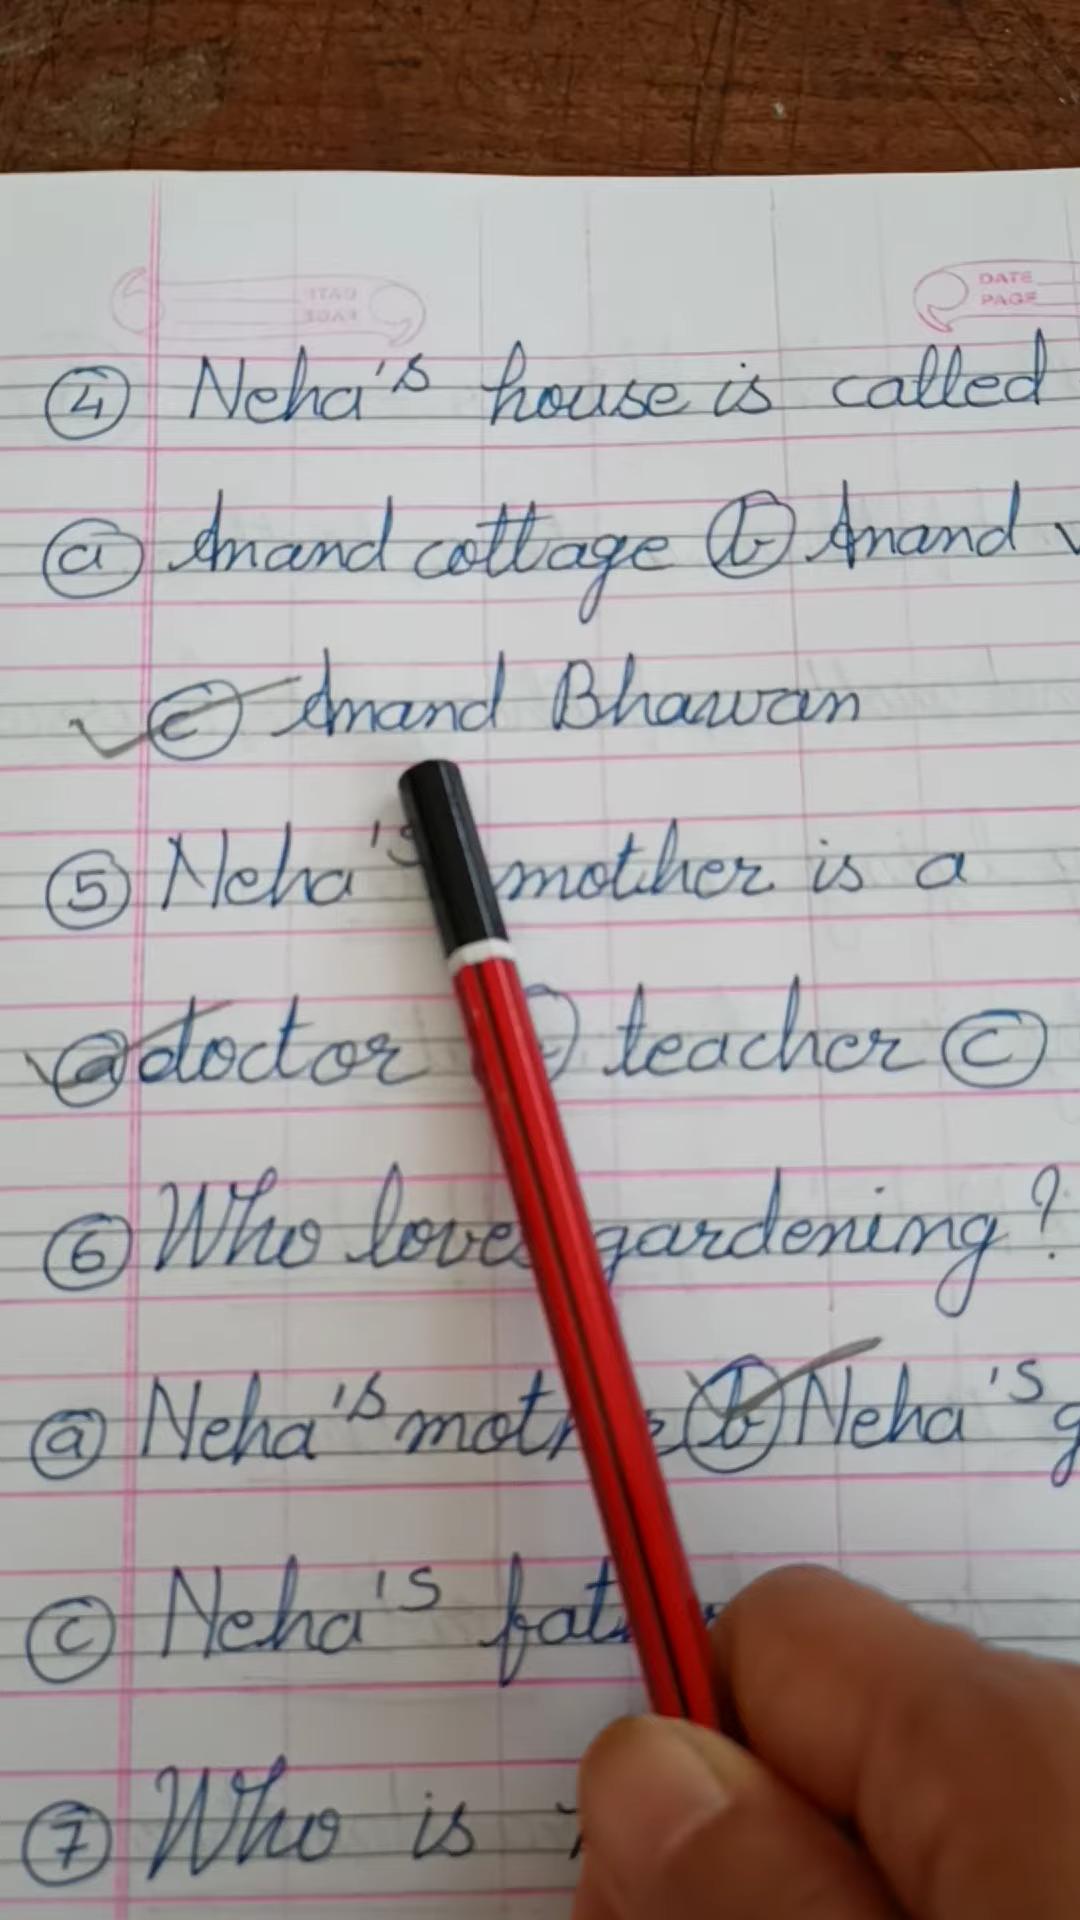 DATE
PAGE
④ Neha's house is called
ⓐ Anand cottage ⓑ Anand
ⓒ Anand Bhawan
⑤ Neha's mother is a
ⓐ doctor teacher ⓒ
⑥ Who loves gardening?
ⓐ Neha's ⓑ Neha's
ⓒ Neha's
⑦ Who is